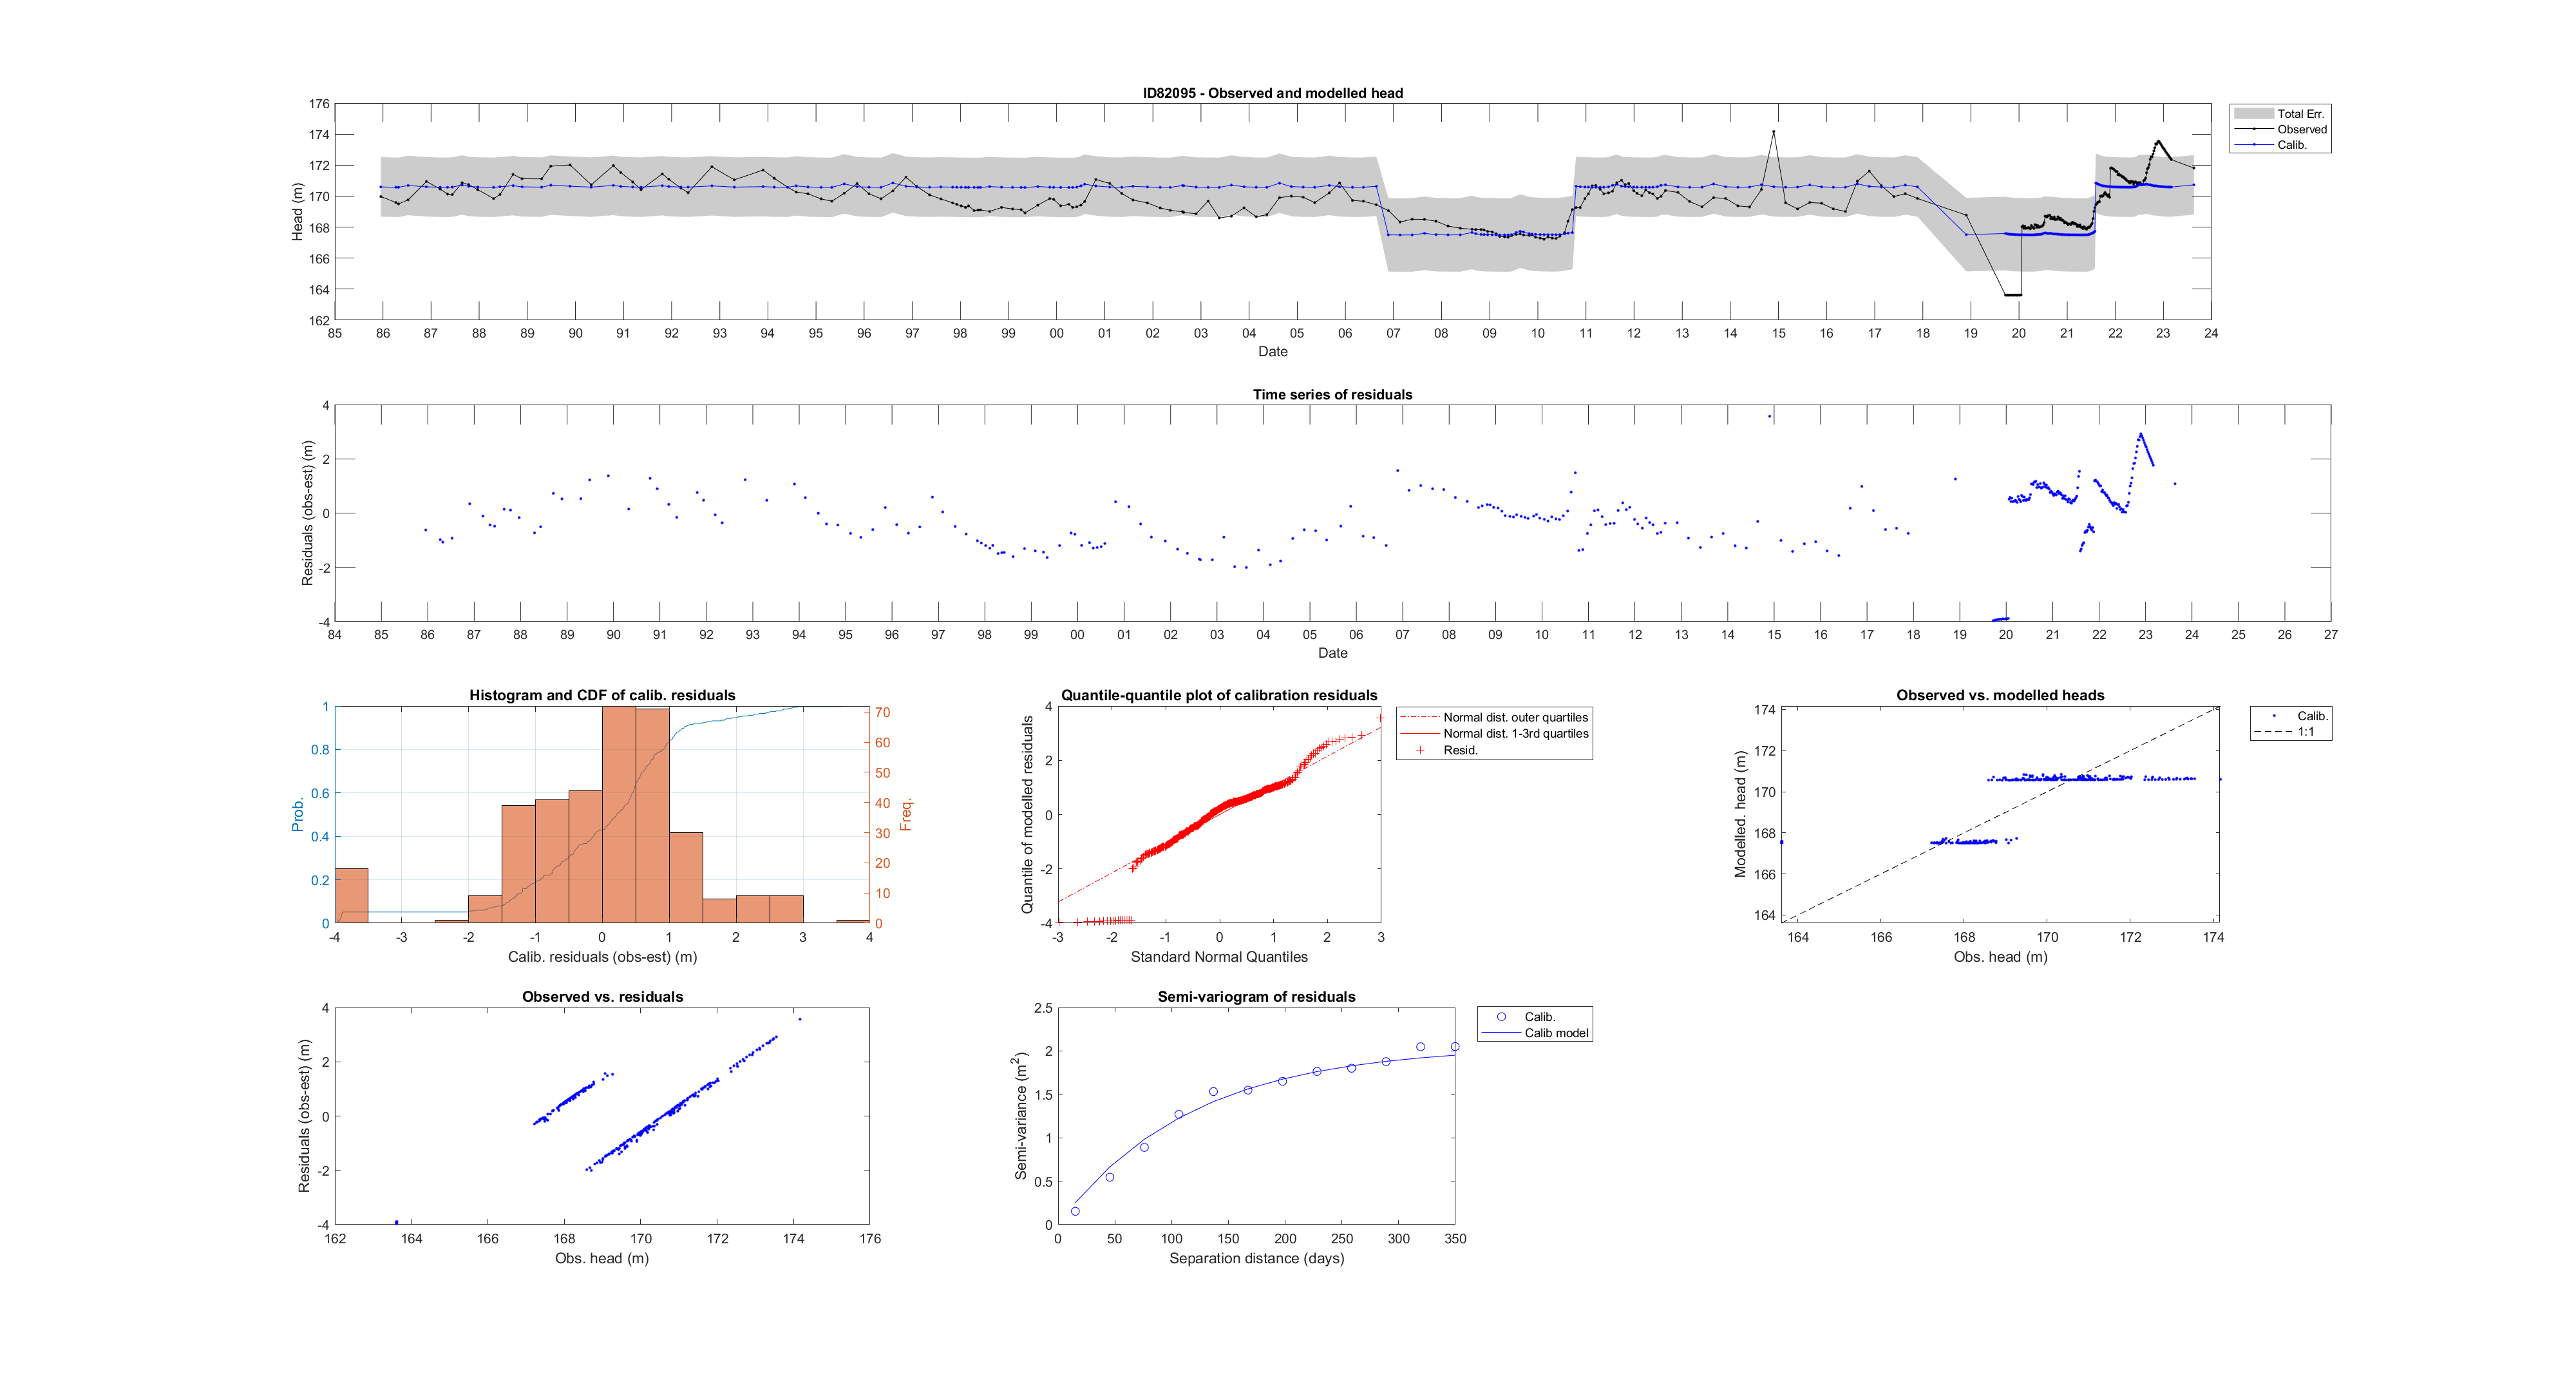 ID82095 - Observed and modelled head
Head (m)
176
174
172
170
168
166
164
162
85 86 87 88 89 90 91 92 93 94 95 96 97 98 99 00 01 02 03 04 05 06 07 08 09 10 11 12 13 14 15 16 17 18 19 20 21 22 23 24
Date
Total Err.
Observed
Calib.
Time series of residuals
Residuals (obs-est) (m)
4
2
0
-2
-4
84 85 86 87 88 89 90 91 92 93 94 95 96 97 98 99 00 01 02 03 04 05 06 07 08 09 10 11 12 13 14 15 16 17 18 19 20 21 22 23 24 25 26 27
Date
Histogram and CDF of calib. residuals
Prob.
1
0.8
0.6
0.4
0.2
0
Freq.
70
60
50
40
30
20
10
0
-4 -3 -2 -1 0 1 2 3 4
Calib. residuals (obs-est) (m)
Quantile-quantile plot of calibration residuals
Quantile of modelled residuals
4
2
0
-2
-4
-3 -2 -1 0 1 2 3
Standard Normal Quantiles
Normal dist. outer quartiles
Normal dist. 1-3rd quartiles
Resid.
Observed vs. modelled heads
Modelled. head (m)
174
172
170
168
166
164
164 166 168 170 172 174
Obs. head (m)
Calib.
1:1
Observed vs. residuals
Residuals (obs-est) (m)
4
2
0
-2
-4
162 164 166 168 170 172 174 176
Obs. head (m)
Semi-variogram of residuals
Semi-variance (m²)
2.5
2
1.5
1
0.5
0
0 50 100 150 200 250 300 350
Separation distance (days)
Calib.
Calib model